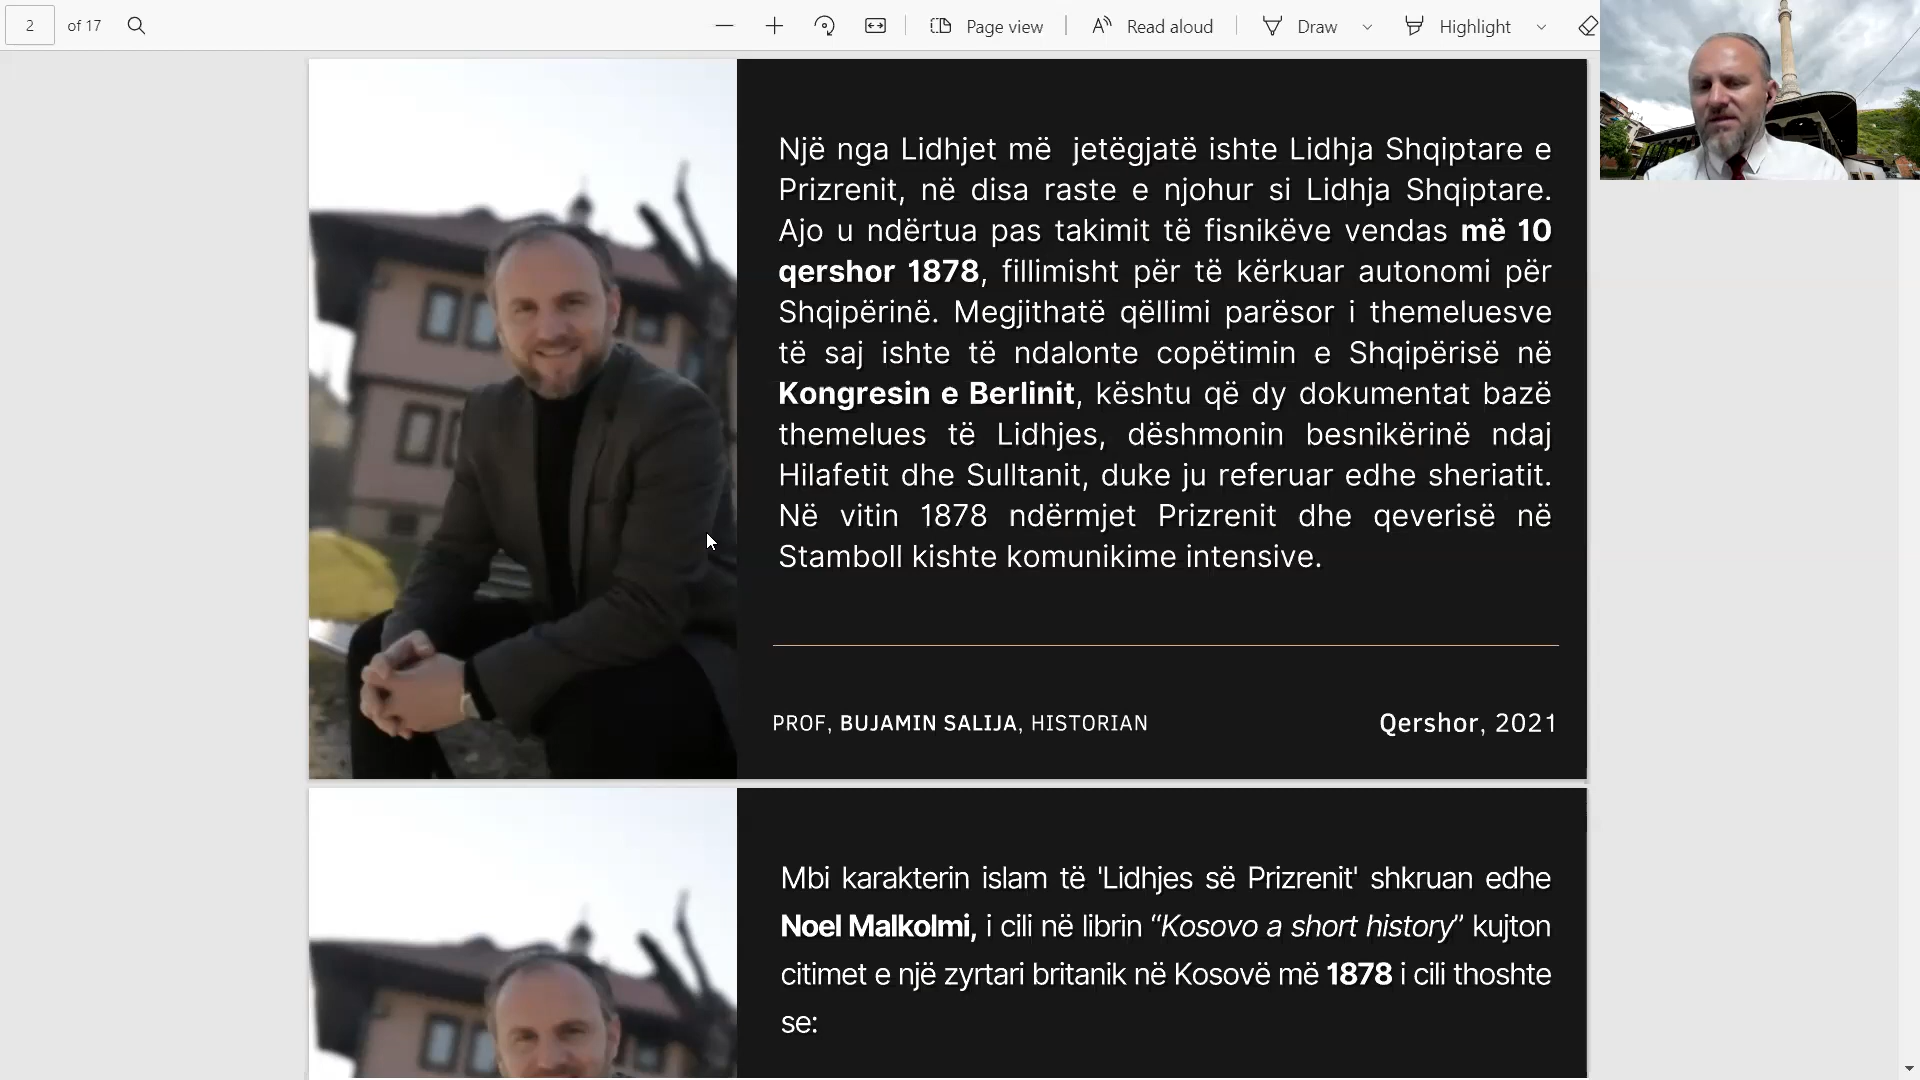 2 of 17 Page view Read aloud Draw Highlight
Një nga Lidhjet më jetëgjatë ishte Lidhja Shqiptare e
Prizrenit, në disa raste e njohur si Lidhja Shqiptare.
Ajo u ndërtua pas takimit të fisnikëve vendas më 10
qershor 1878, fillimisht për të kërkuar autonomi për
Shqipërinë. Megjithatë qëllimi parësor i themeluesve
të saj ishte të ndalonte copëtimin e Shqipërisë në
Kongresin e Berlinit, kështu që dy dokumentat bazë
themelues të Lidhjes, dëshmonin besnikërinë ndaj
Hilafetit dhe Sulltanit, duke ju referuar edhe sheriatit.
Në vitin 1878 ndërmjet Prizrenit dhe qeverisë në
Stamboll kishte komunikime intensive.
PROF, BUJAMIN SALIJA, HISTORIAN Qershor, 2021
Mbi karakterin islam të 'Lidhjes së Prizrenit' shkruan edhe
Noel Malkolmi, i cili në librin “Kosovo a short history” kujton
citimet e një zyrtari britanik në Kosovë më 1878 i cili thoshte
se: